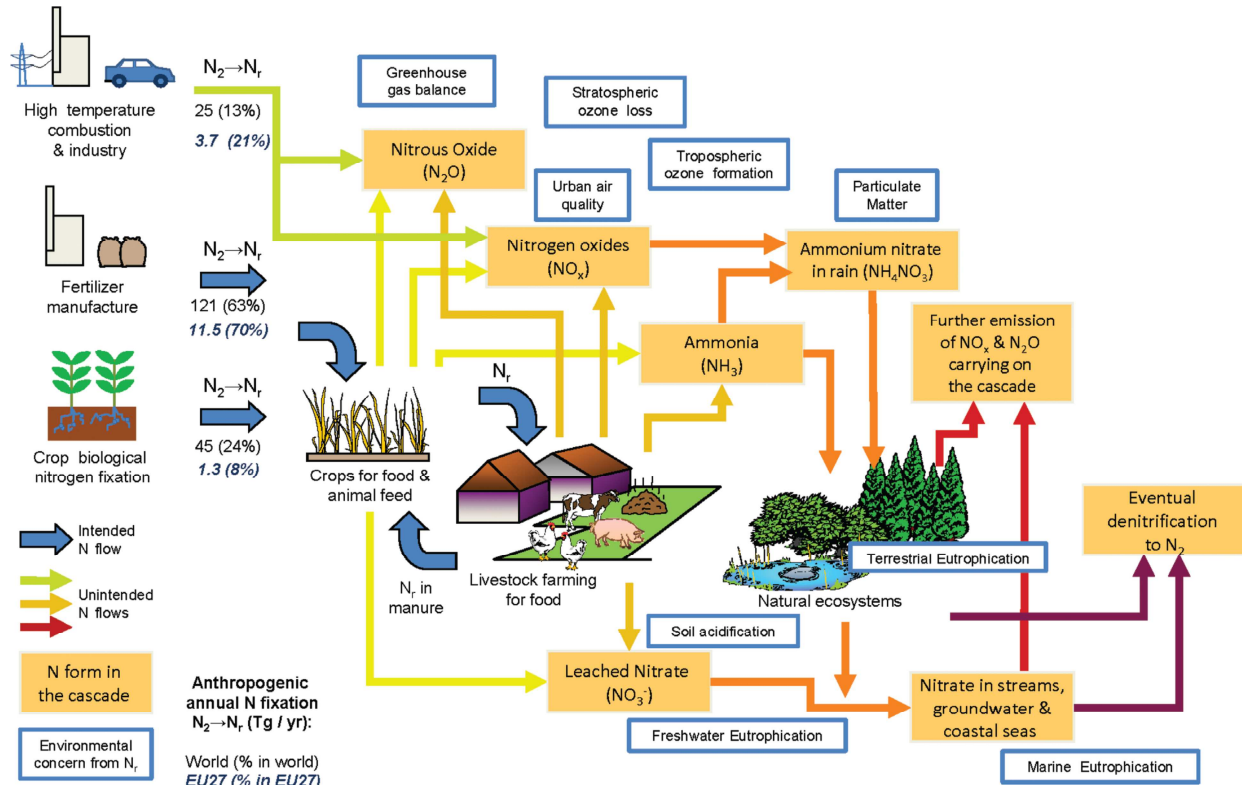 High temperature
combustion
& industry
N₂→Nᵣ
25 (13%)
3.7 (21%)
Fertilizer
manufacture
N₂→Nᵣ
121 (63%)
11.5 (70%)
Crop biological
nitrogen fixation
N₂→Nᵣ
45 (24%)
1.3 (8%)
Intended
N flow
Unintended
N flows
N form in
the cascade
Environmental
concern from Nᵣ
Anthropogenic
annual N fixation
N₂→Nᵣ (Tg / yr):
World (% in world)
EU27 (% in EU27)
Greenhouse
gas balance
Stratospheric
ozone loss
Tropospheric
ozone formation
Urban air
quality
Particulate
Matter
Nitrous Oxide
(N₂O)
Nitrogen oxides
(NOₓ)
Ammonium nitrate
in rain (NH₄NO₃)
Ammonia
(NH₃)
Further emission
of NOₓ & N₂O
carrying on
the cascade
Nᵣ
Crops for food &
animal feed
Nᵣ in
manure
Livestock farming
for food
Natural ecosystems
Terrestrial Eutrophication
Eventual
denitrification
to N₂
Soil acidification
Leached Nitrate
(NO₃⁻)
Freshwater Eutrophication
Nitrate in streams,
groundwater &
coastal seas
Marine Eutrophication